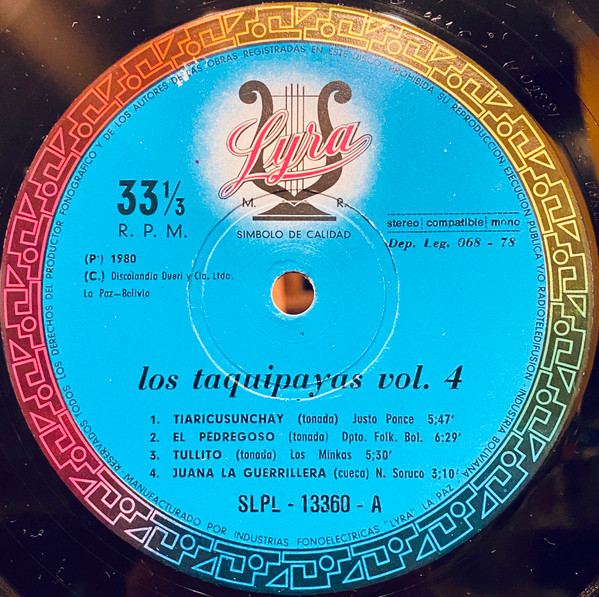 RESERVADOS TODOS LOS DERECHOS DEL PRODUCTOR FONOGRAFICO Y DE LOS AUTORES DE LAS OBRAS REGISTRADAS EN ESTE DISCO. PROHIBIDA SU REPRODUCCION EJECUCION PUBLICA Y/O RADIOTELEDIFUSION - INDUSTRIA BOLIVIANA
Lyra
M. R.
SIMBOLO DE CALIDAD
33 1/3
R. P. M.
stereo compatible mono
Dep. Leg. 068 - 78
(P) 1980
(C.) Discolandia Dueri y Cia. Ltda.
La Paz—Bolivia
los taquipayas vol. 4
1. TIARICUSUNCHAY (tonada) Justo Ponce 5;47'
2. EL PEDREGOSO (tonada) Dpto. Folk. Bol. 6:29'
3. TULLITO (tonada) Los Minkas 5;30'
4. JUANA LA GUERRILLERA (cueca) N. Soruco 3;10'
SLPL - 13360 - A
MANUFACTURADO POR INDUSTRIAS FONOELECTRICAS "LYRA" LA PAZ -